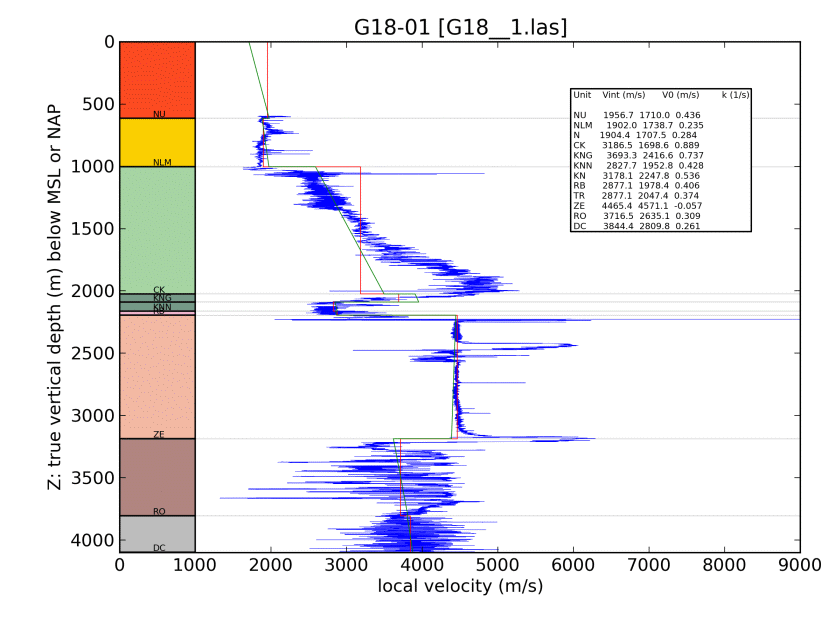 G18-01 [G18__1.las]
Z: true vertical depth (m) below MSL or NAP
0
500
1000
1500
2000
2500
3000
3500
4000
NU
NLM
CK
KNG
KNN
ZE
RO
DC
Unit Vint (m/s) V0 (m/s) k (1/s)
NU 1956.7 1710.0 0.436
NLM 1902.0 1738.7 0.235
N 1904.4 1707.5 0.284
CK 3186.5 1698.6 0.889
KNG 3693.3 2416.6 0.737
KNN 2827.7 1952.8 0.428
KN 3178.1 2247.8 0.536
RB 2877.1 1978.4 0.406
TR 2877.1 2047.4 0.374
ZE 4465.4 4571.1 -0.057
RO 3716.5 2635.1 0.309
DC 3844.4 2809.8 0.261
0 1000 2000 3000 4000 5000 6000 7000 8000 9000
local velocity (m/s)